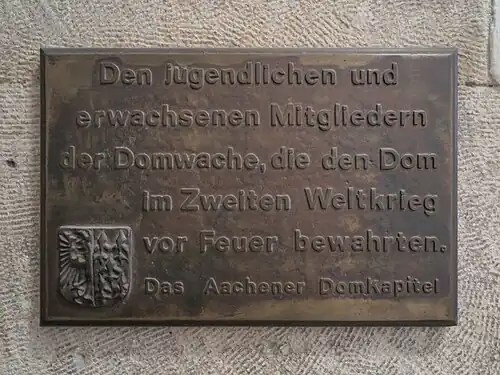 Den jugendlichen und
erwachsenen Mitgliedern
der Domwache, die den Dom
im Zweiten Weltkrieg
vor Feuer bewahrten.
Das Aachener Domkapitel